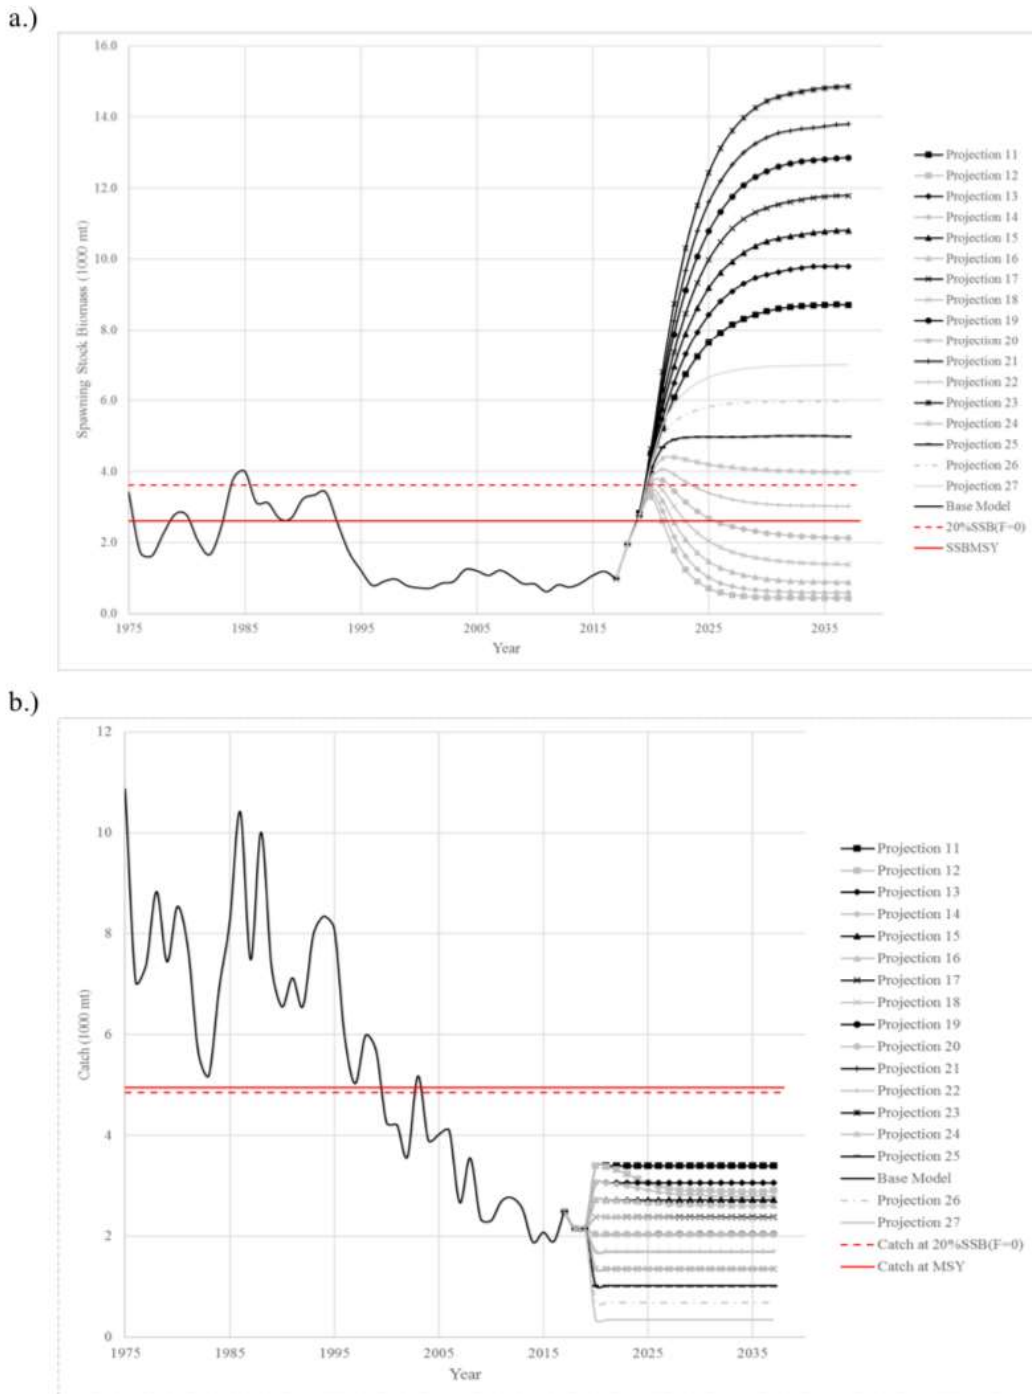 a.)
16.0
14.0
12.0
10.0
8.0
6.0
4.0
2.0
0.0
Spawning Stock Biomass (1000 mt)
1975
1985
1995
2005
2015
2025
2035
Year
Projection 11
Projection 12
Projection 13
Projection 14
Projection 15
Projection 16
Projection 17
Projection 18
Projection 19
Projection 20
Projection 21
Projection 22
Projection 23
Projection 24
Projection 25
Projection 26
Projection 27
Base Model
20%SSB(F=0)
SSBMSY
b.)
12
10
8
6
4
2
0
Catch (1000 mt)
1975
1985
1995
2005
2015
2025
2035
Year
Projection 11
Projection 12
Projection 13
Projection 14
Projection 15
Projection 16
Projection 17
Projection 18
Projection 19
Projection 20
Projection 21
Projection 22
Projection 23
Projection 24
Projection 25
Base Model
Projection 26
Projection 27
Catch at 20%SSB(F=0)
Catch at MSY